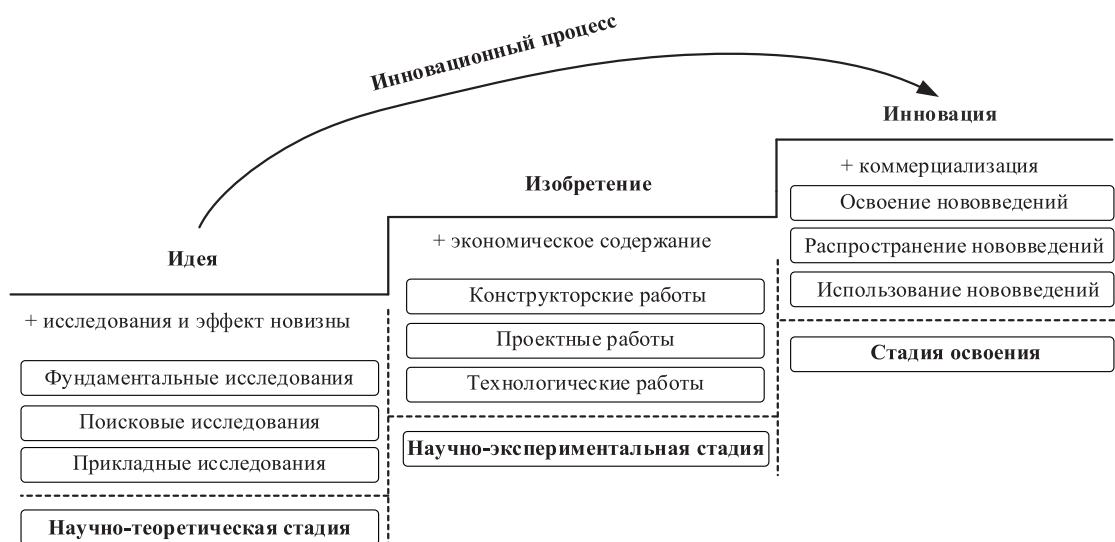 Инновационный процесс
Идея
+ исследования и эффект новизны
Фундаментальные исследования
Поисковые исследования
Прикладные исследования
Научно-теоретическая стадия
Изобретение
+ экономическое содержание
Конструкторские работы
Проектные работы
Технологические работы
Научно-экспериментальная стадия
Инновация
+ коммерциализация
Освоение нововведений
Распространение нововведений
Использование нововведений
Стадия освоения